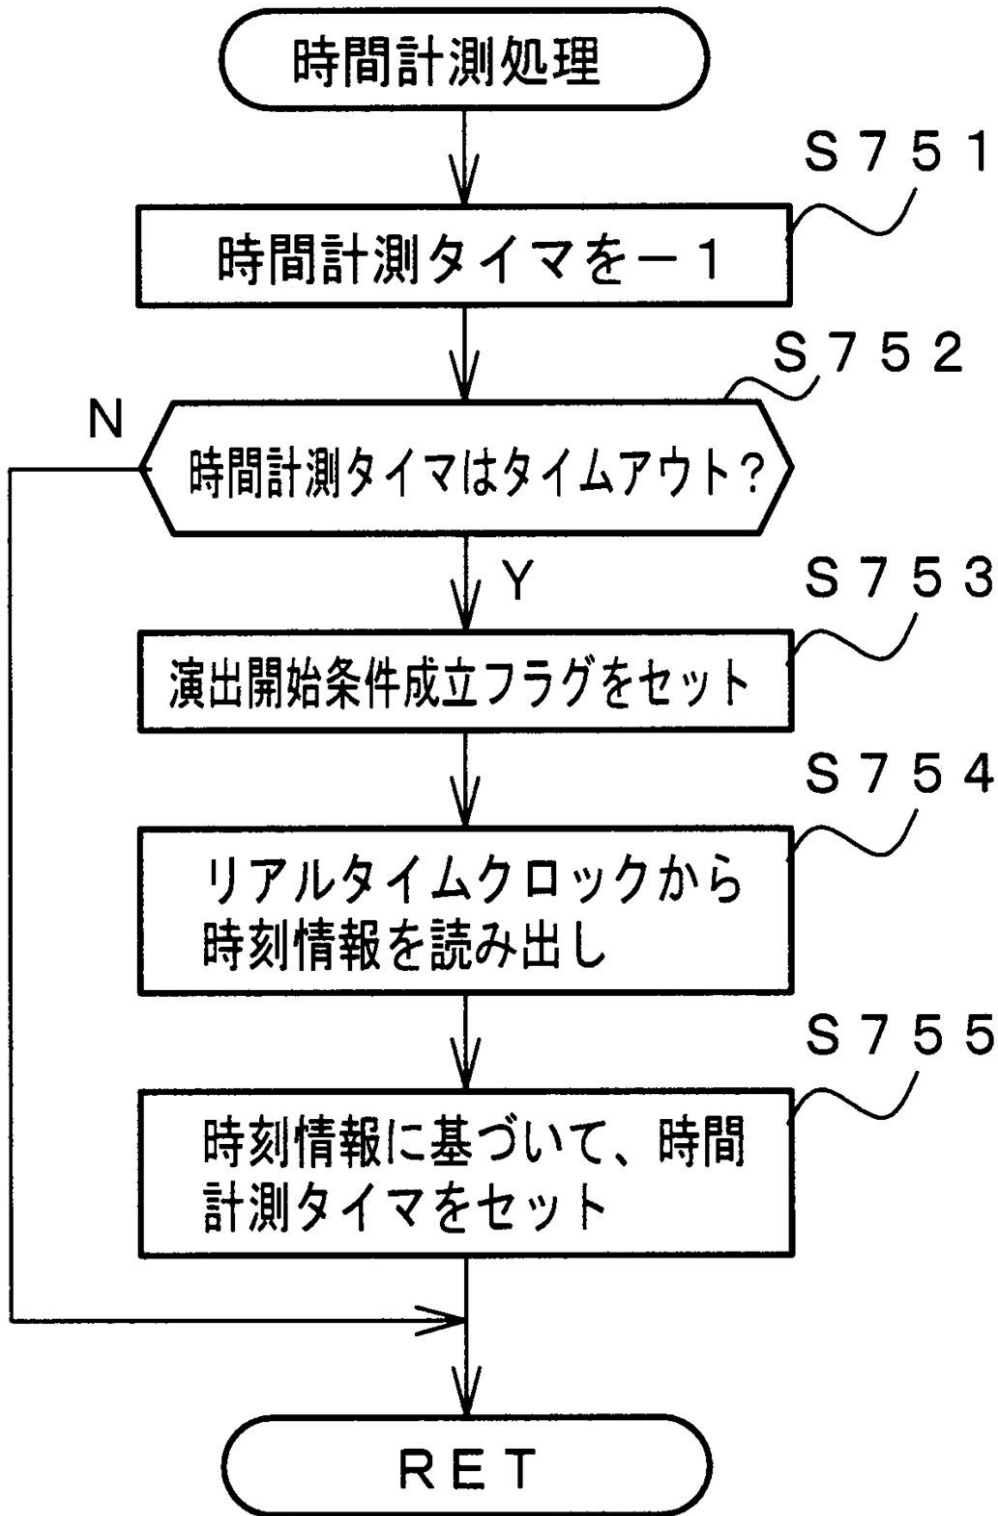 時間計測処理
S751
時間計測タイマを−1
S752
N
時間計測タイマはタイムアウト？
Y
S753
演出開始条件成立フラグをセット
S754
リアルタイムクロックから
時刻情報を読み出し
S755
時刻情報に基づいて、時間
計測タイマをセット
RET